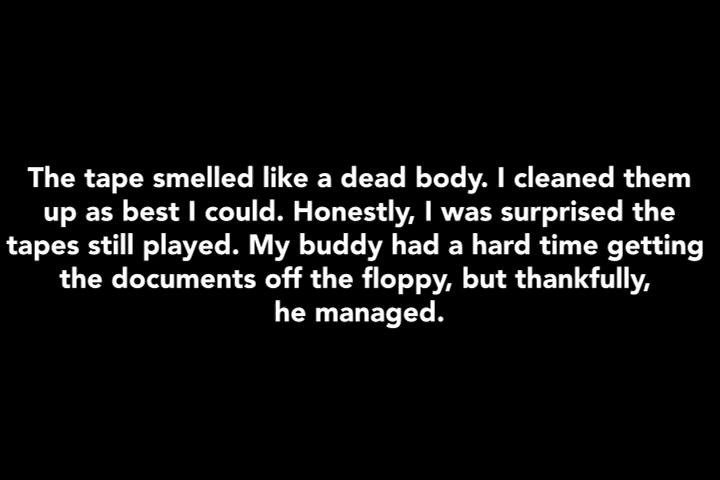 The tape smelled like a dead body. I cleaned them
up as best I could. Honestly, I was surprised the
tapes still played. My buddy had a hard time getting
the documents off the floppy, but thankfully,
he managed.